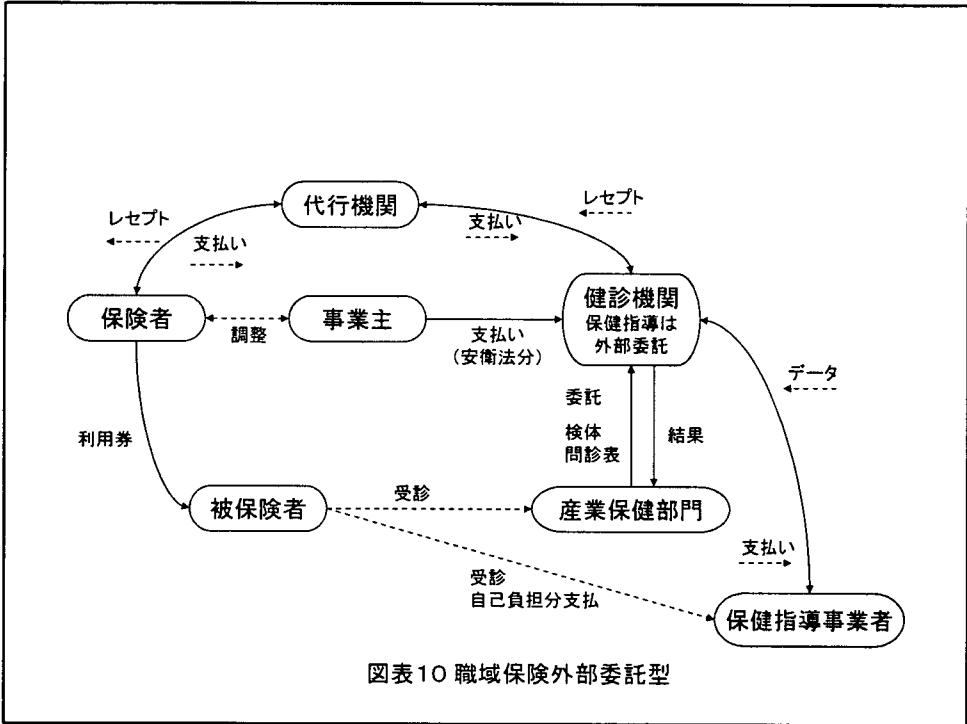 代行機関
レセプト
支払い
支払い
レセプト
保険者
調整
事業主
支払い
(安衛法分)
健診機関
保健指導は
外部委託
データ
利用券
委託
検体
問診表
結果
被保険者
受診
産業保健部門
受診
自己負担分支払
支払い
保健指導事業者
図表10 職域保険外部委託型